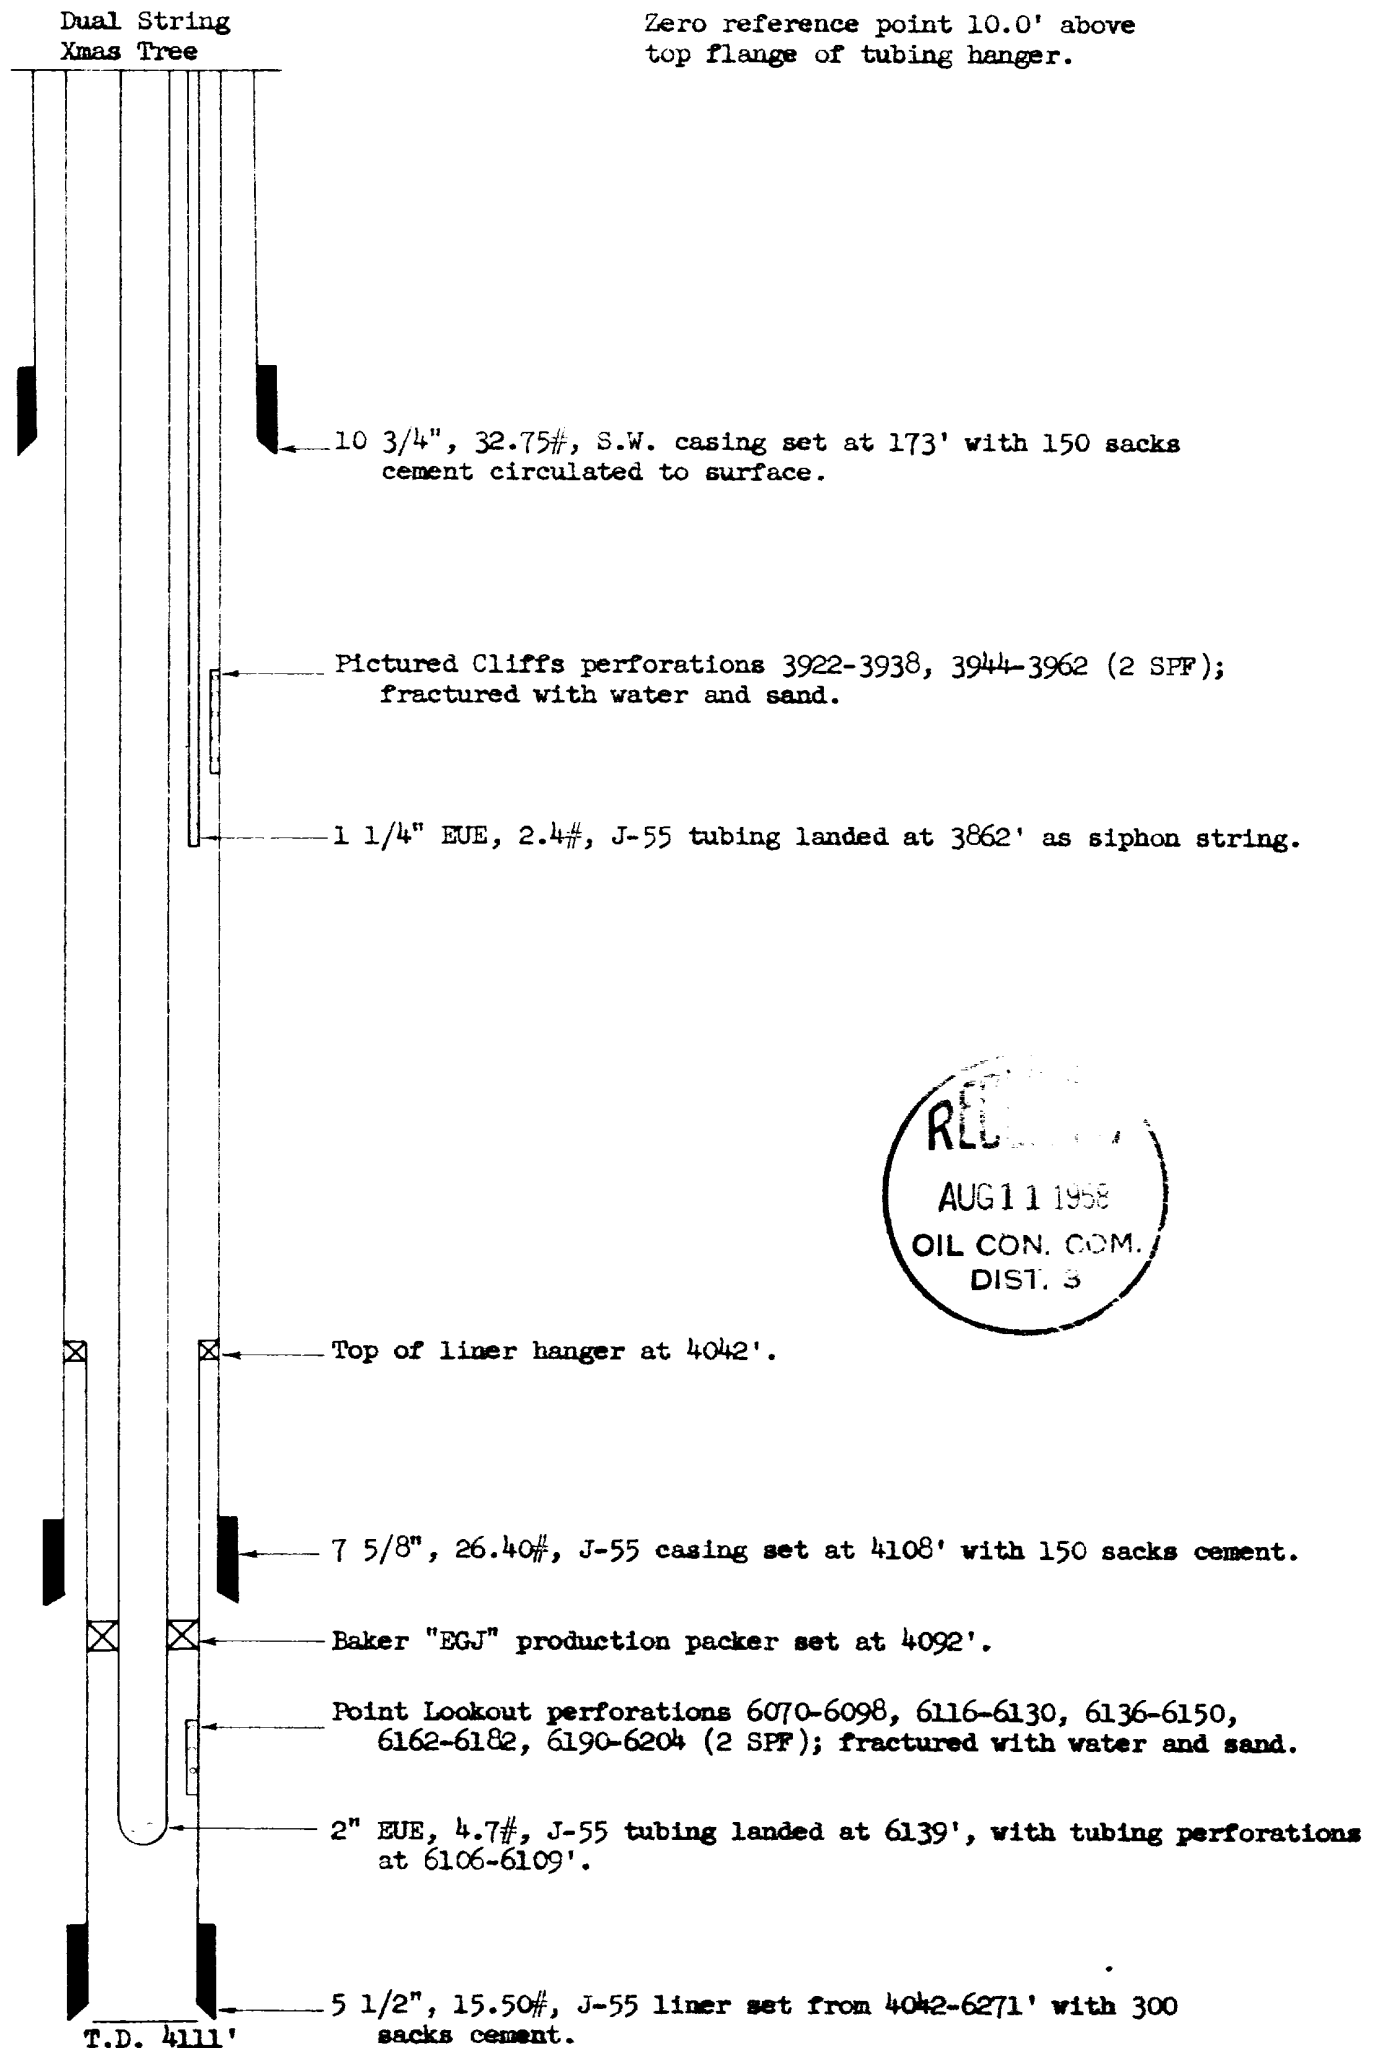 Dual String
Xmas Tree
Zero reference point 10.0' above
top flange of tubing hanger.
10 3/4", 32.75#, S.W. casing set at 173' with 150 sacks
cement circulated to surface.
Pictured Cliffs perforations 3922-3938, 3944-3962 (2 SPF);
fractured with water and sand.
1 1/4" EUE, 2.4#, J-55 tubing landed at 3862' as siphon string.
AUG 11 1958
OIL CON. COM.
DIST. 3
Top of liner hanger at 4042'.
7 5/8", 26.40#, J-55 casing set at 4108' with 150 sacks cement.
Baker "EGJ" production packer set at 4092'.
Point Lookout perforations 6070-6098, 6116-6130, 6136-6150,
6162-6182, 6190-6204 (2 SPF); fractured with water and sand.
2" EUE, 4.7#, J-55 tubing landed at 6139', with tubing perforations
at 6106-6109'.
5 1/2", 15.50#, J-55 liner set from 4042-6271' with 300
sacks cement.
T.D. 4111'